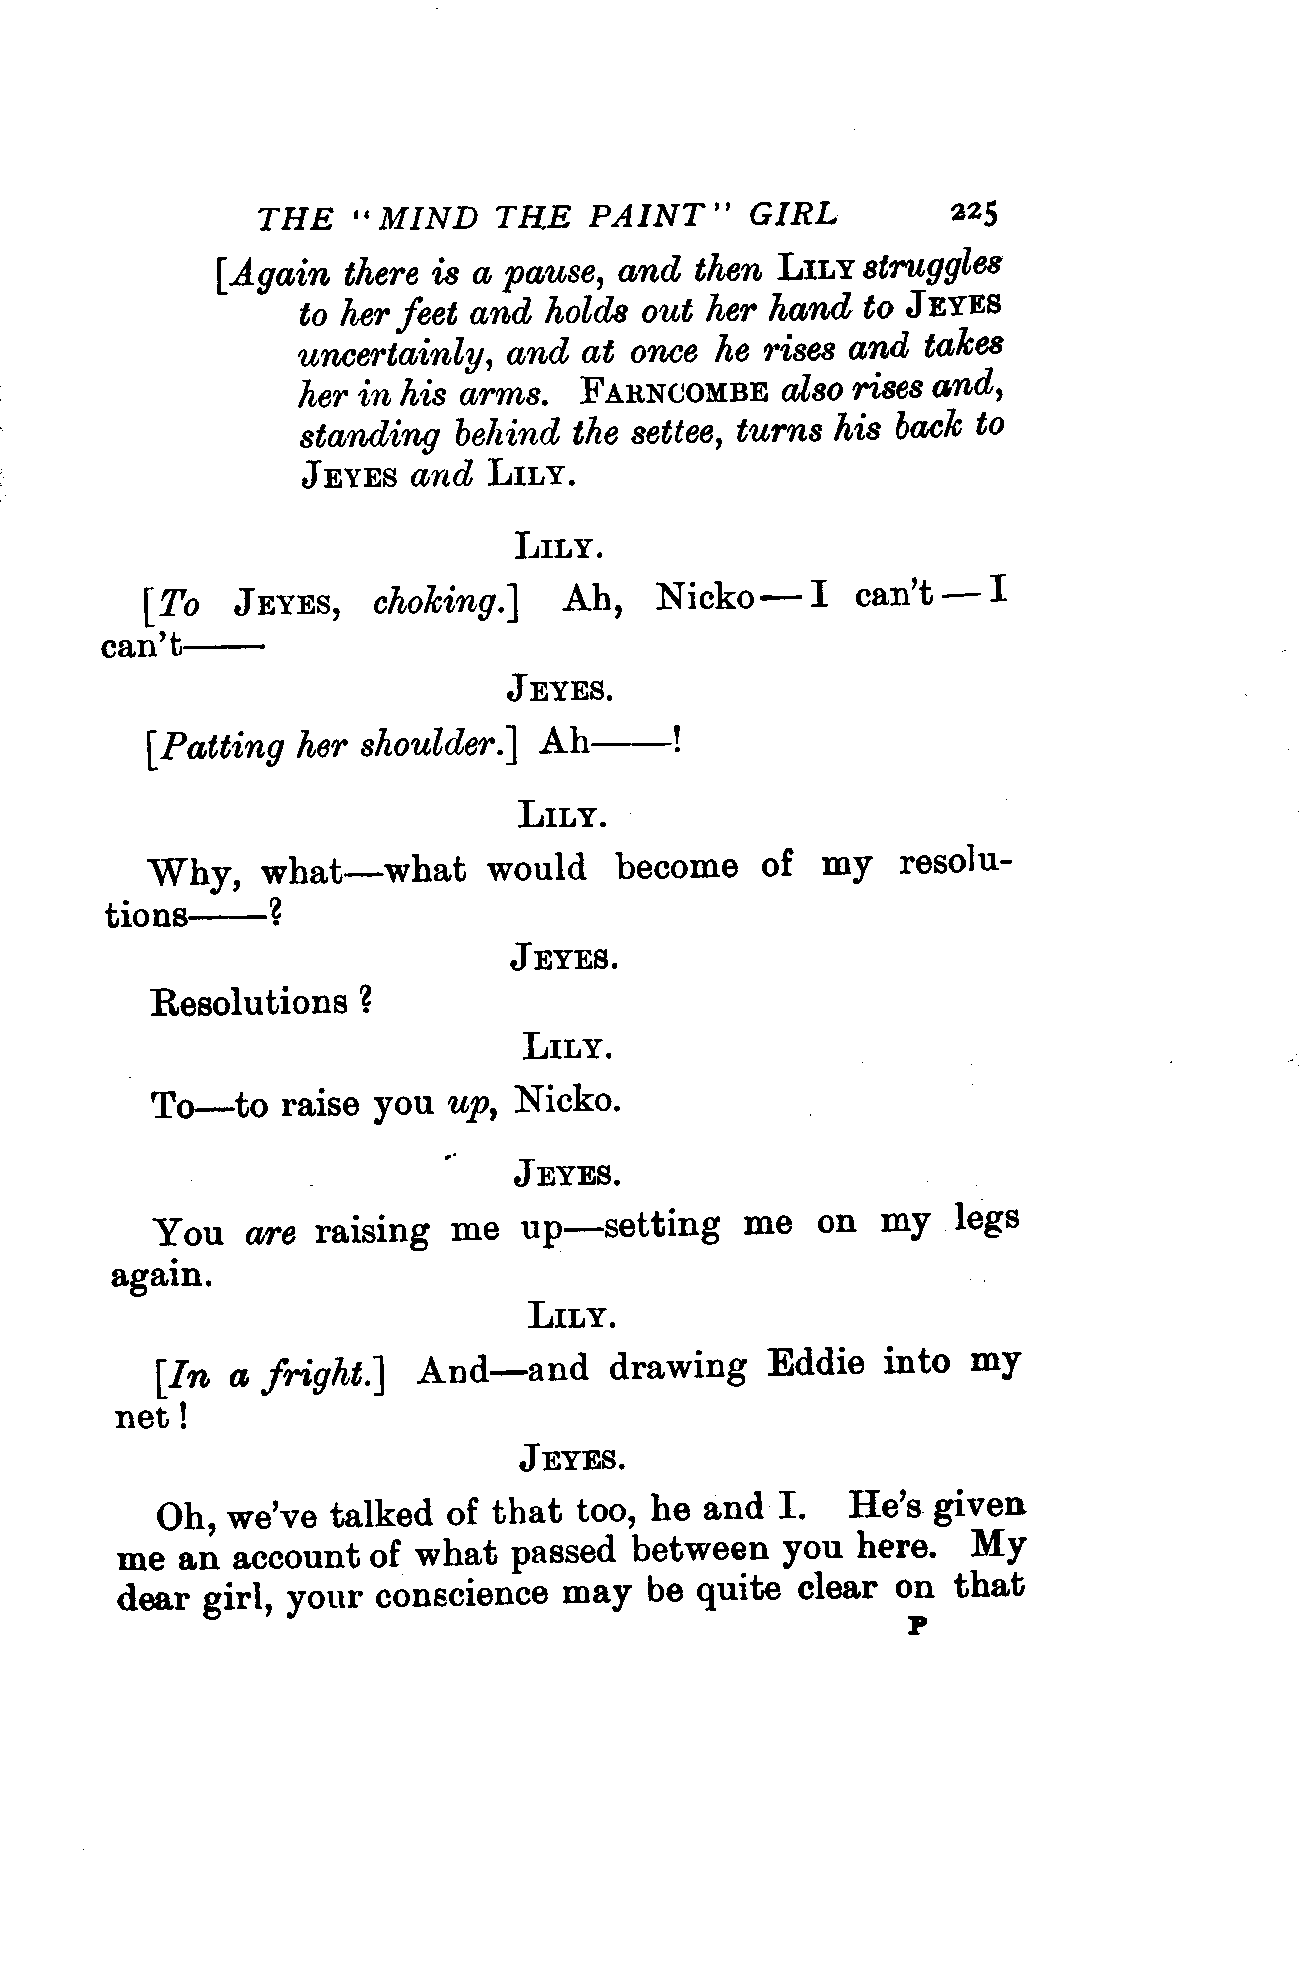 THE "MIND THE PAINT" GIRL 225
[Again there is a pause, and then LILY struggles
to her feet and holds out her hand to JEYES
uncertainly, and at once he rises and takes
her in his arms. FARNCOMBE also rises and,
standing behind the settee, turns his back to
JEYES and LILY.
LILY.
[To JEYES, choking.] Ah, Nicko—I can't—I
can't——
JEYES.
[Patting her shoulder.] Ah——!
LILY.
Why, what—what would become of my resolu-
tions——?
JEYES.
Resolutions?
LILY.
To—to raise you up, Nicko.
JEYES.
You are raising me up—setting me on my legs
again.
LILY.
[In a fright.] And—and drawing Eddie into my
net!
JEYES.
Oh, we've talked of that too, he and I. He's given
me an account of what passed between you here. My
dear girl, your conscience may be quite clear on that
P